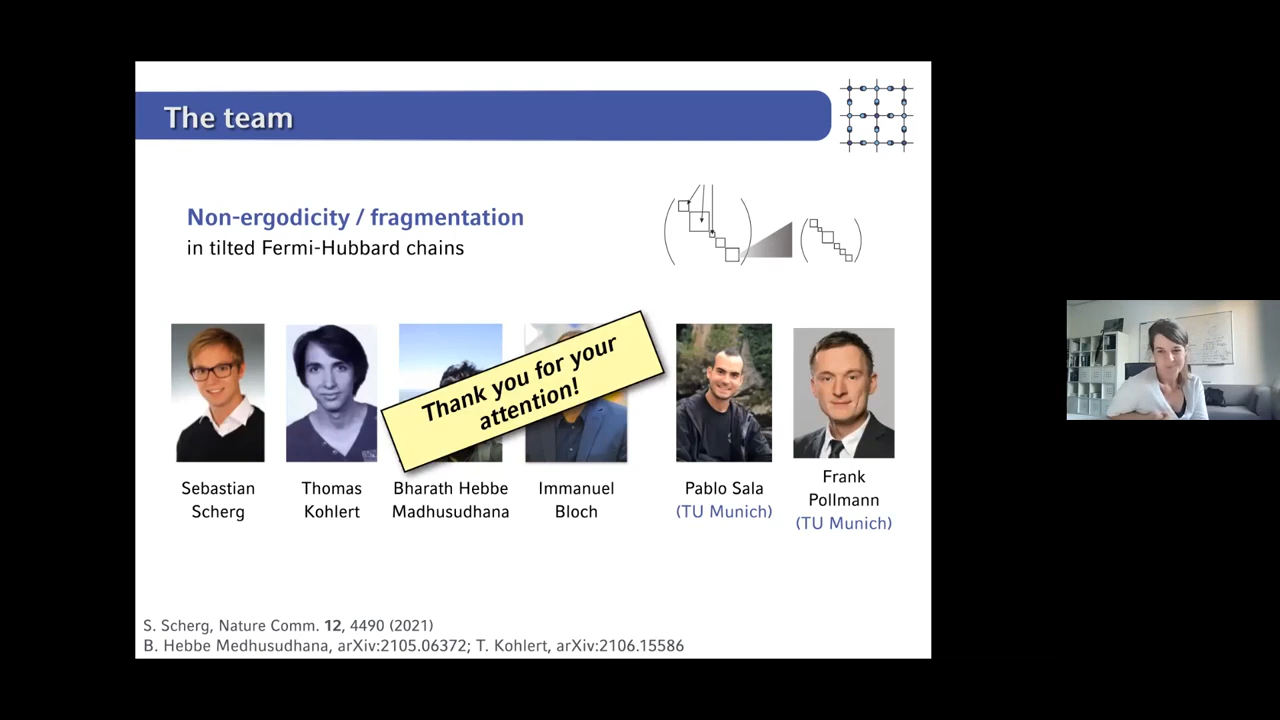 The team
Non-ergodicity / fragmentation
in tilted Fermi-Hubbard chains
Thank you for your
attention!
Sebastian
Scherg
Thomas
Kohlert
Bharath Hebbe
Madhusudhana
Immanuel
Bloch
Pablo Sala
(TU Munich)
Frank
Pollmann
(TU Munich)
S. Scherg, Nature Comm. 12, 4490 (2021)
B. Hebbe Medhusudhana, arXiv:2105.06372; T. Kohlert, arXiv:2106.15586